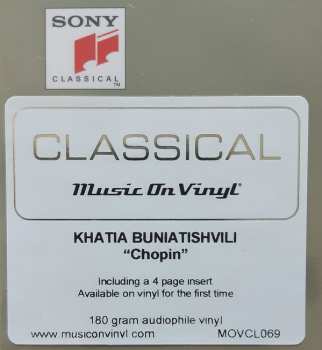 SONY
CLASSICAL™
CLASSICAL
Music On Vinyl®
KHATIA BUNIATISHVILI
“Chopin”
Including a 4 page insert
Available on vinyl for the first time
180 gram audiophile vinyl
www.musiconvinyl.com MOVCL069